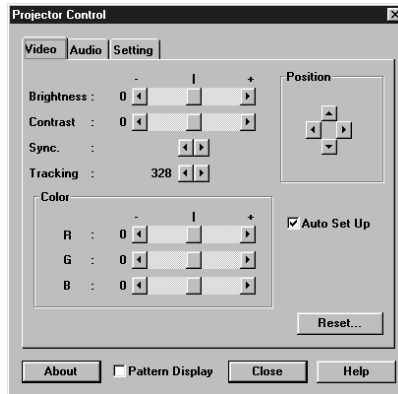 Projector Control
Video Audio Setting
- I +
Position
Brightness : 0
Contrast : 0
Sync. :
Tracking : 328
Color
- I +
Auto Set Up
R : 0
G : 0
B : 0
Reset...
About Pattern Display Close Help